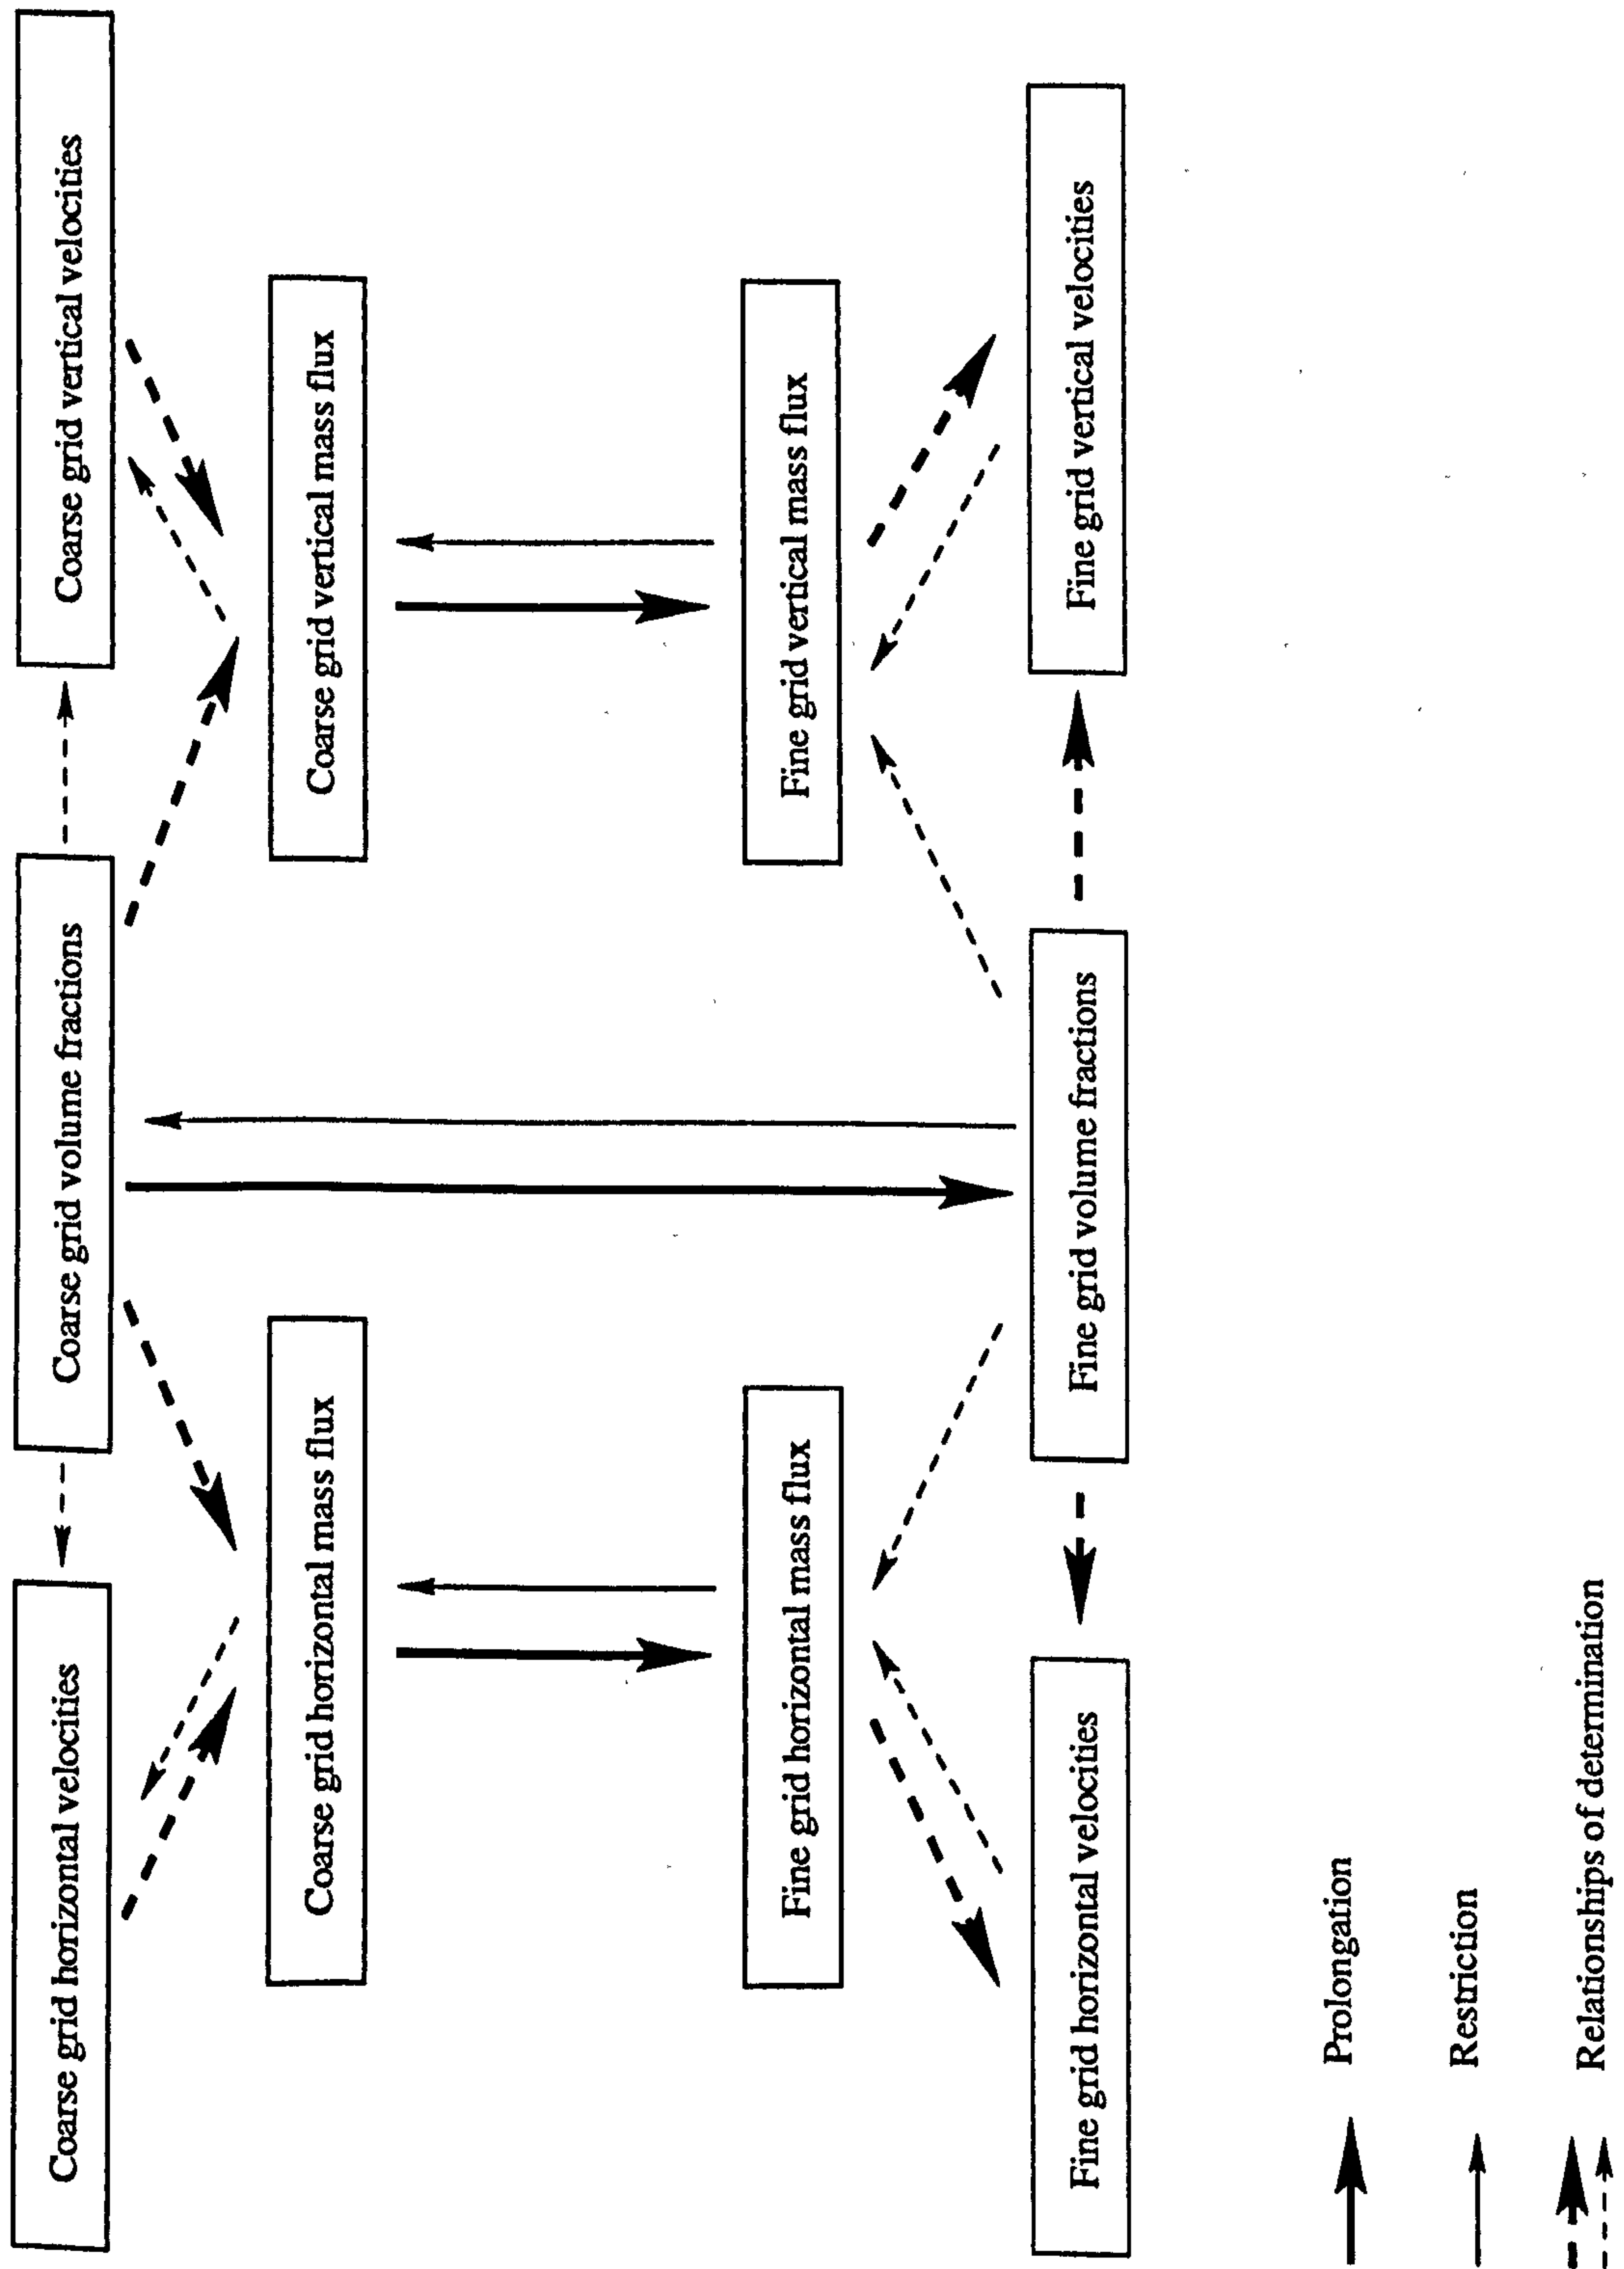 Coarse grid horizontal velocities
Coarse grid volume fractions
Coarse grid vertical velocities
Coarse grid horizontal mass flux
Coarse grid vertical mass flux
Fine grid horizontal mass flux
Fine grid vertical mass flux
Fine grid horizontal velocities
Fine grid volume fractions
Fine grid vertical velocities
Prolongation
Restriction
Relationships of determination